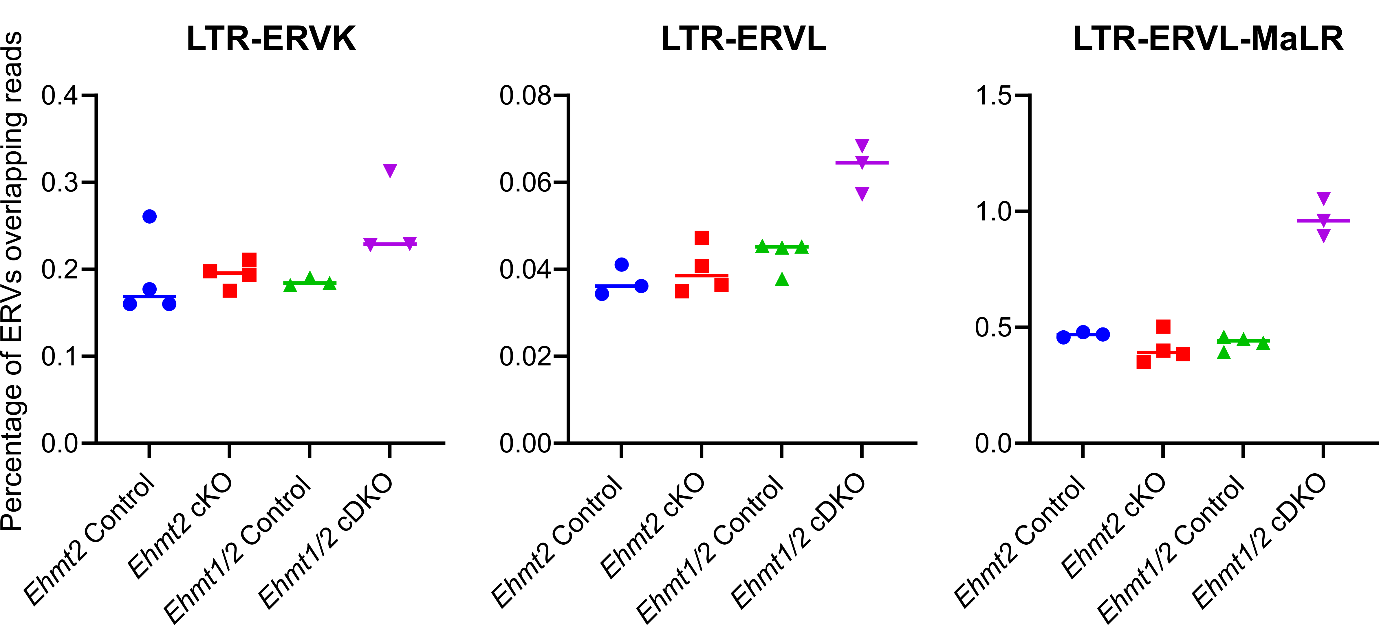 LTR-ERVK
LTR-ERVL
LTR-ERVL-MaLR
Percentage of ERVs overlapping reads
0.4
0.3
0.2
0.1
0.0
Ehmt2 Control
Ehmt2 cKO
Ehmt1/2 Control
Ehmt1/2 cDKO
0.08
0.06
0.04
0.02
0.00
Ehmt2 Control
Ehmt2 cKO
Ehmt1/2 Control
Ehmt1/2 cDKO
1.5
1.0
0.5
0.0
Ehmt2 Control
Ehmt2 cKO
Ehmt1/2 Control
Ehmt1/2 cDKO